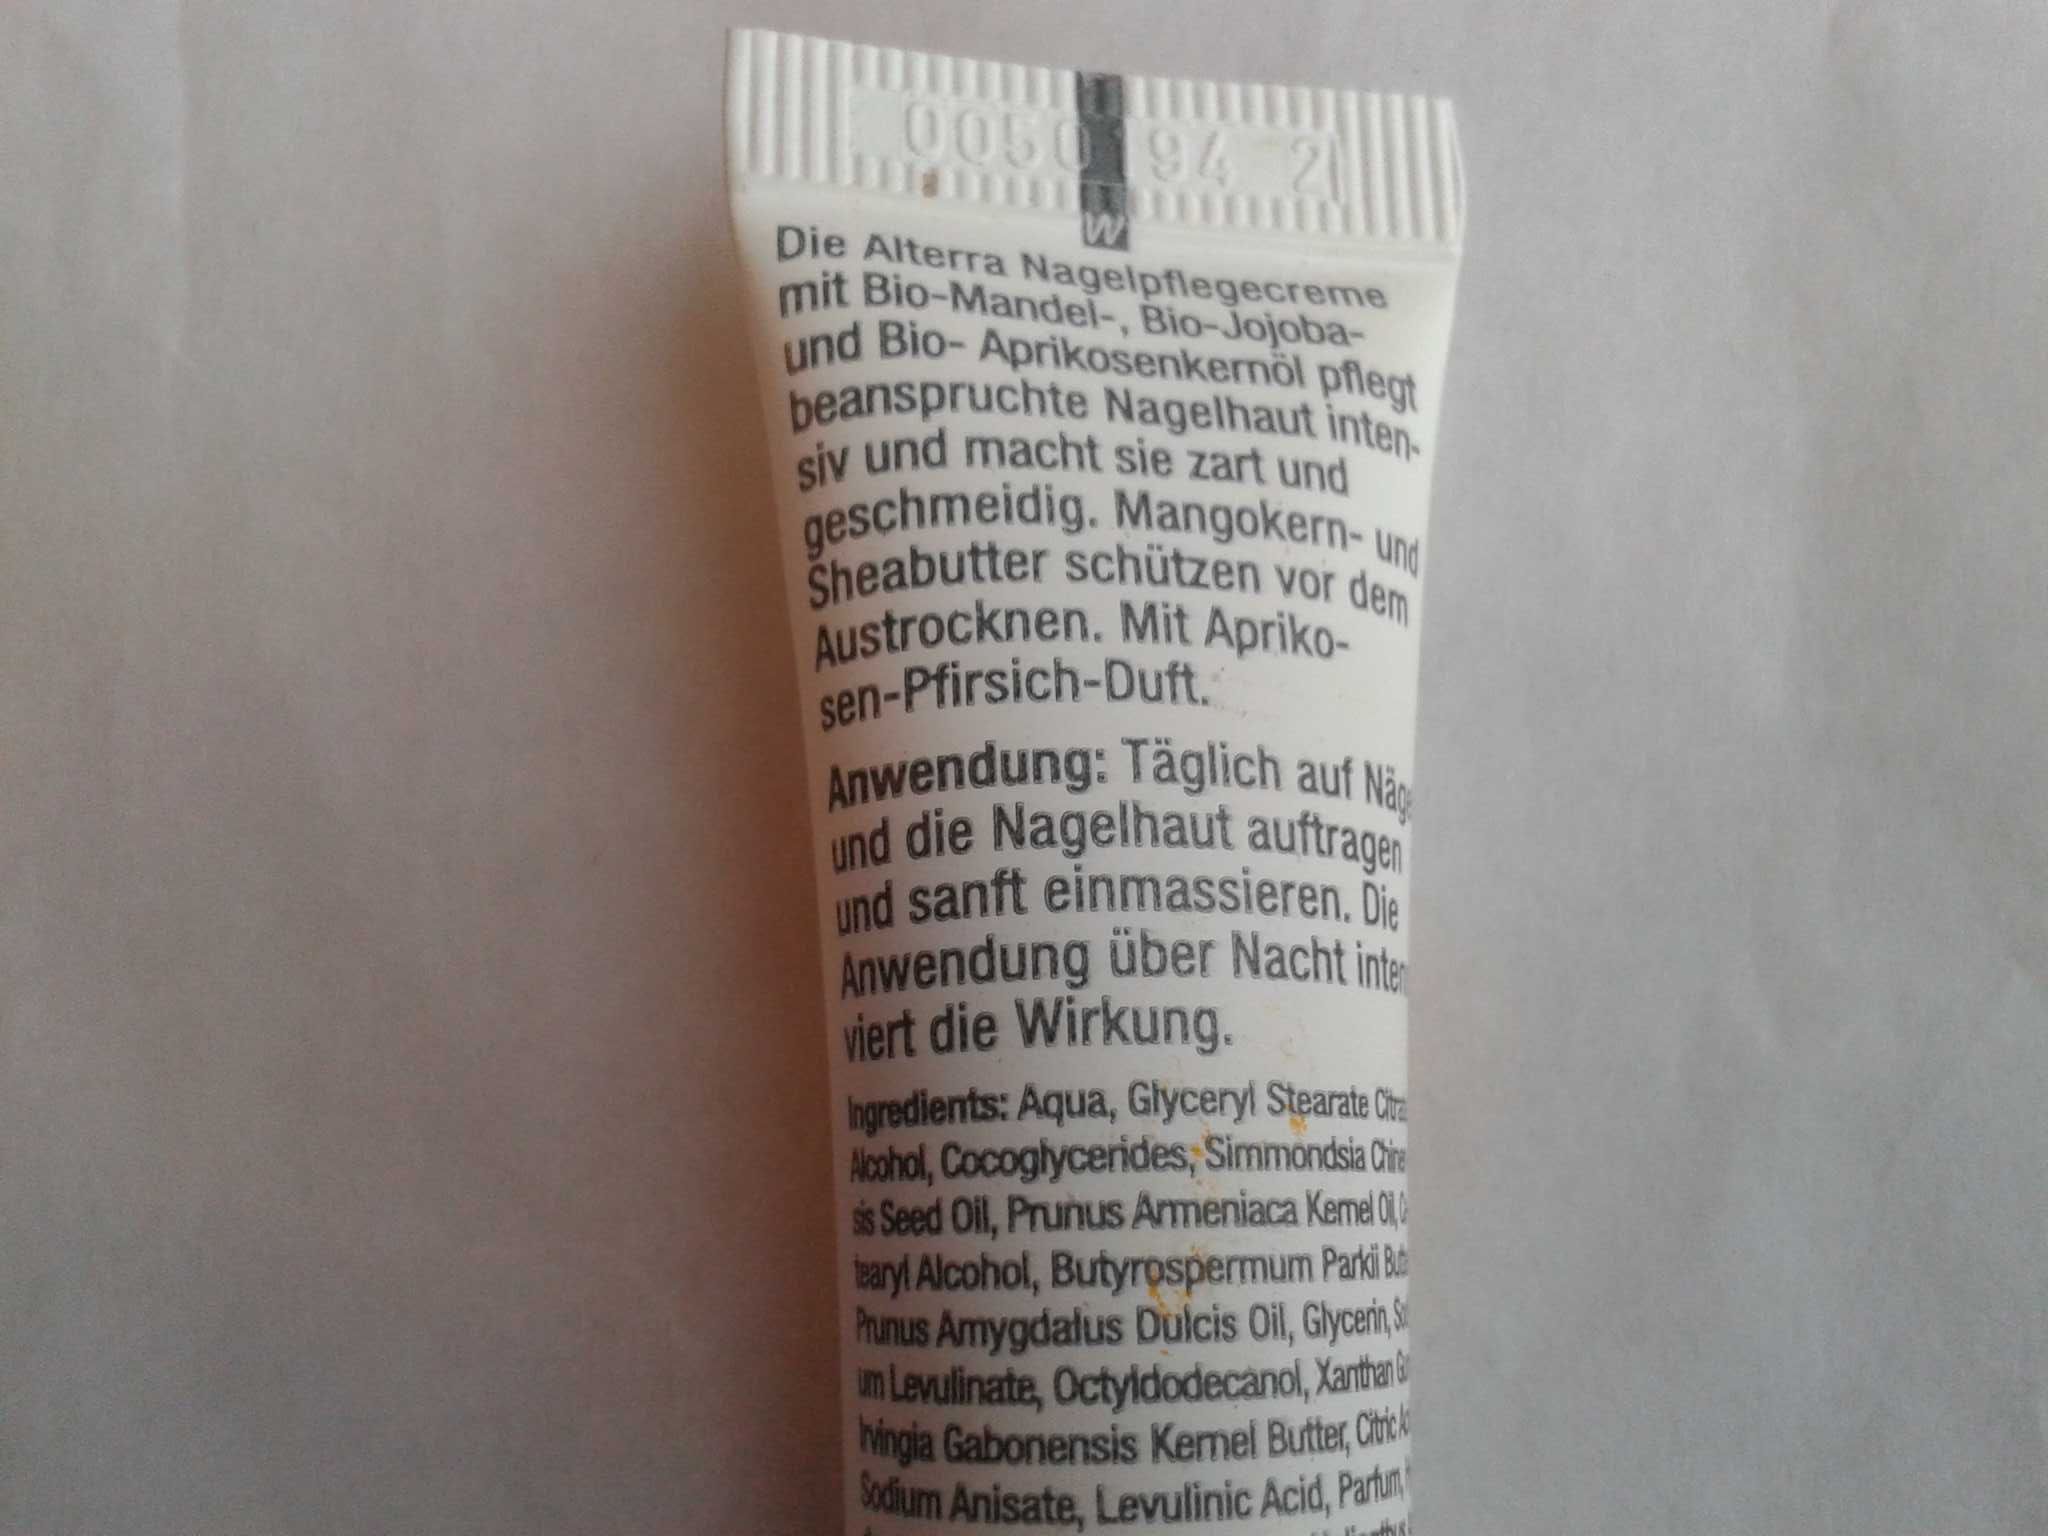 0050 94 2
W
Die Alterra Nagelpflegecreme
mit Bio-Mandel-, Bio-Jojoba-
und Bio- Aprikosenkernöl pflegt
beanspruchte Nagelhaut inten-
siv und macht sie zart und
geschmeidig. Mangokern- und
Sheabutter schützen vor dem
Austrocknen. Mit Apriko-
sen-Pfirsich-Duft.
Anwendung: Täglich auf
und die Nagelhaut auftragen
und sanft einmassieren. Die
Anwendung über Nacht
viert die Wirkung.
Ingredients: Aqua, Glyceryl Stearate
Alcohol, Cocoglycerides, Simmondsia
sis Seed Oil, Prunus Armeniaca Kernel Oil,
tearyl Alcohol, Butyrospermum Parkii
Prunus Amygdalus Dulcis Oil, Glycerin,
um Levulinate, Octyldodecanol, Xanthan
Irvingia Gabonensis Kernel Butter, Citric
Sodium Anisate, Levulinic Acid, Parfum,